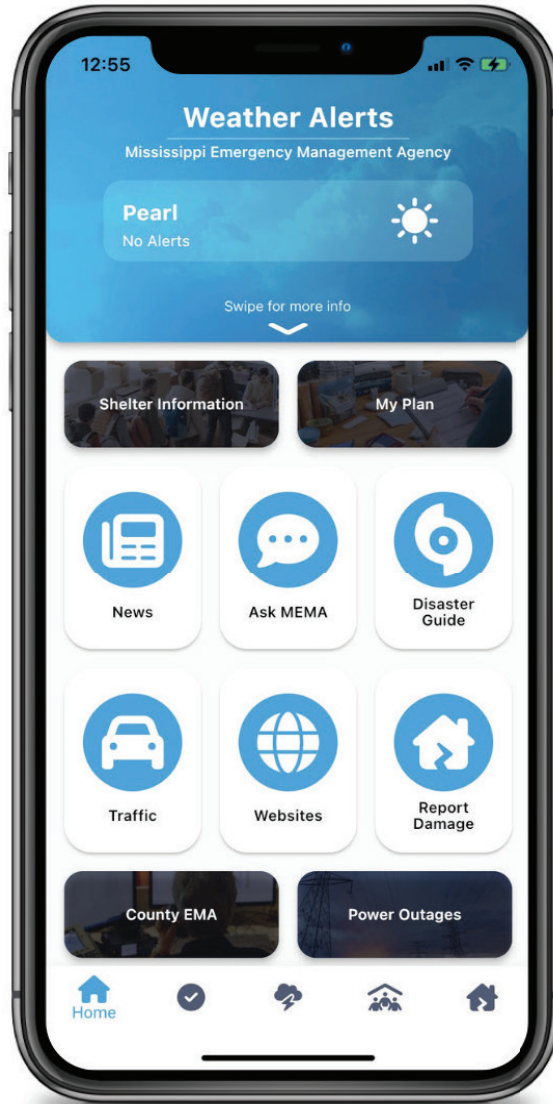 12:55
Weather Alerts
Mississippi Emergency Management Agency
Pearl
No Alerts
Swipe for more info
Shelter Information
My Plan
News
Ask MEMA
Disaster
Guide
Traffic
Websites
Report
Damage
County EMA
Power Outages
Home